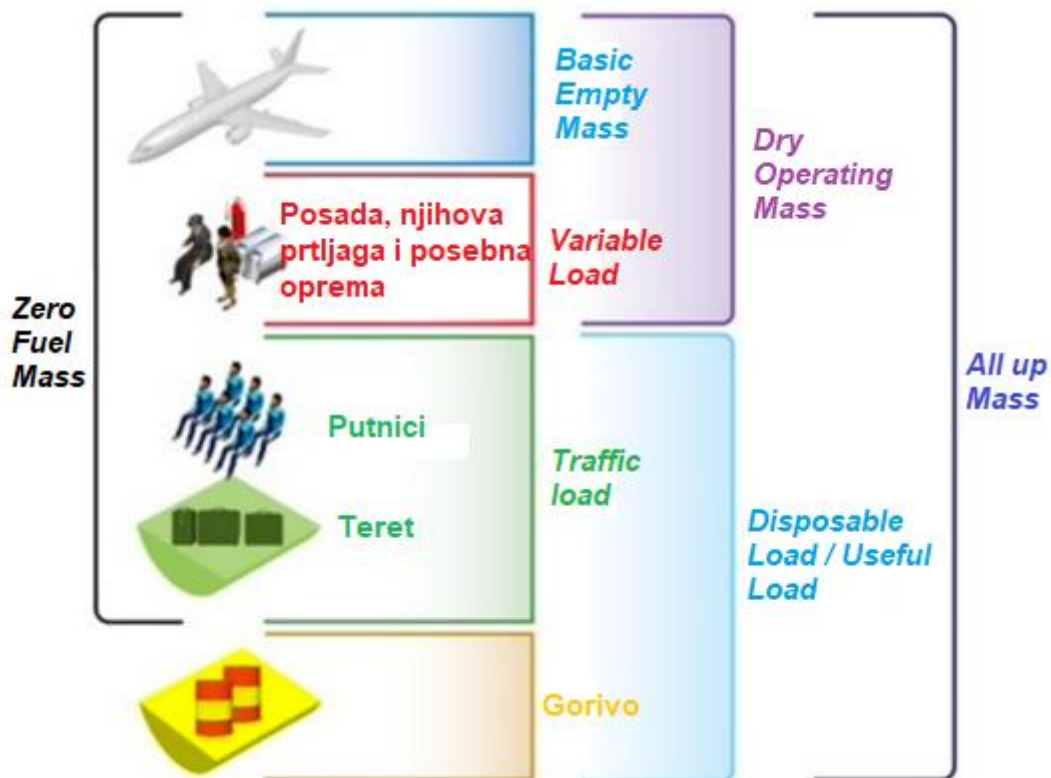 Basic
Empty
Mass
Dry
Operating
Mass
Posada, njihova
prtljaga i posebna
oprema
Variable
Load
Zero
Fuel
Mass
All up
Mass
Putnici
Traffic
load
Teret
Disposable
Load / Useful
Load
Gorivo